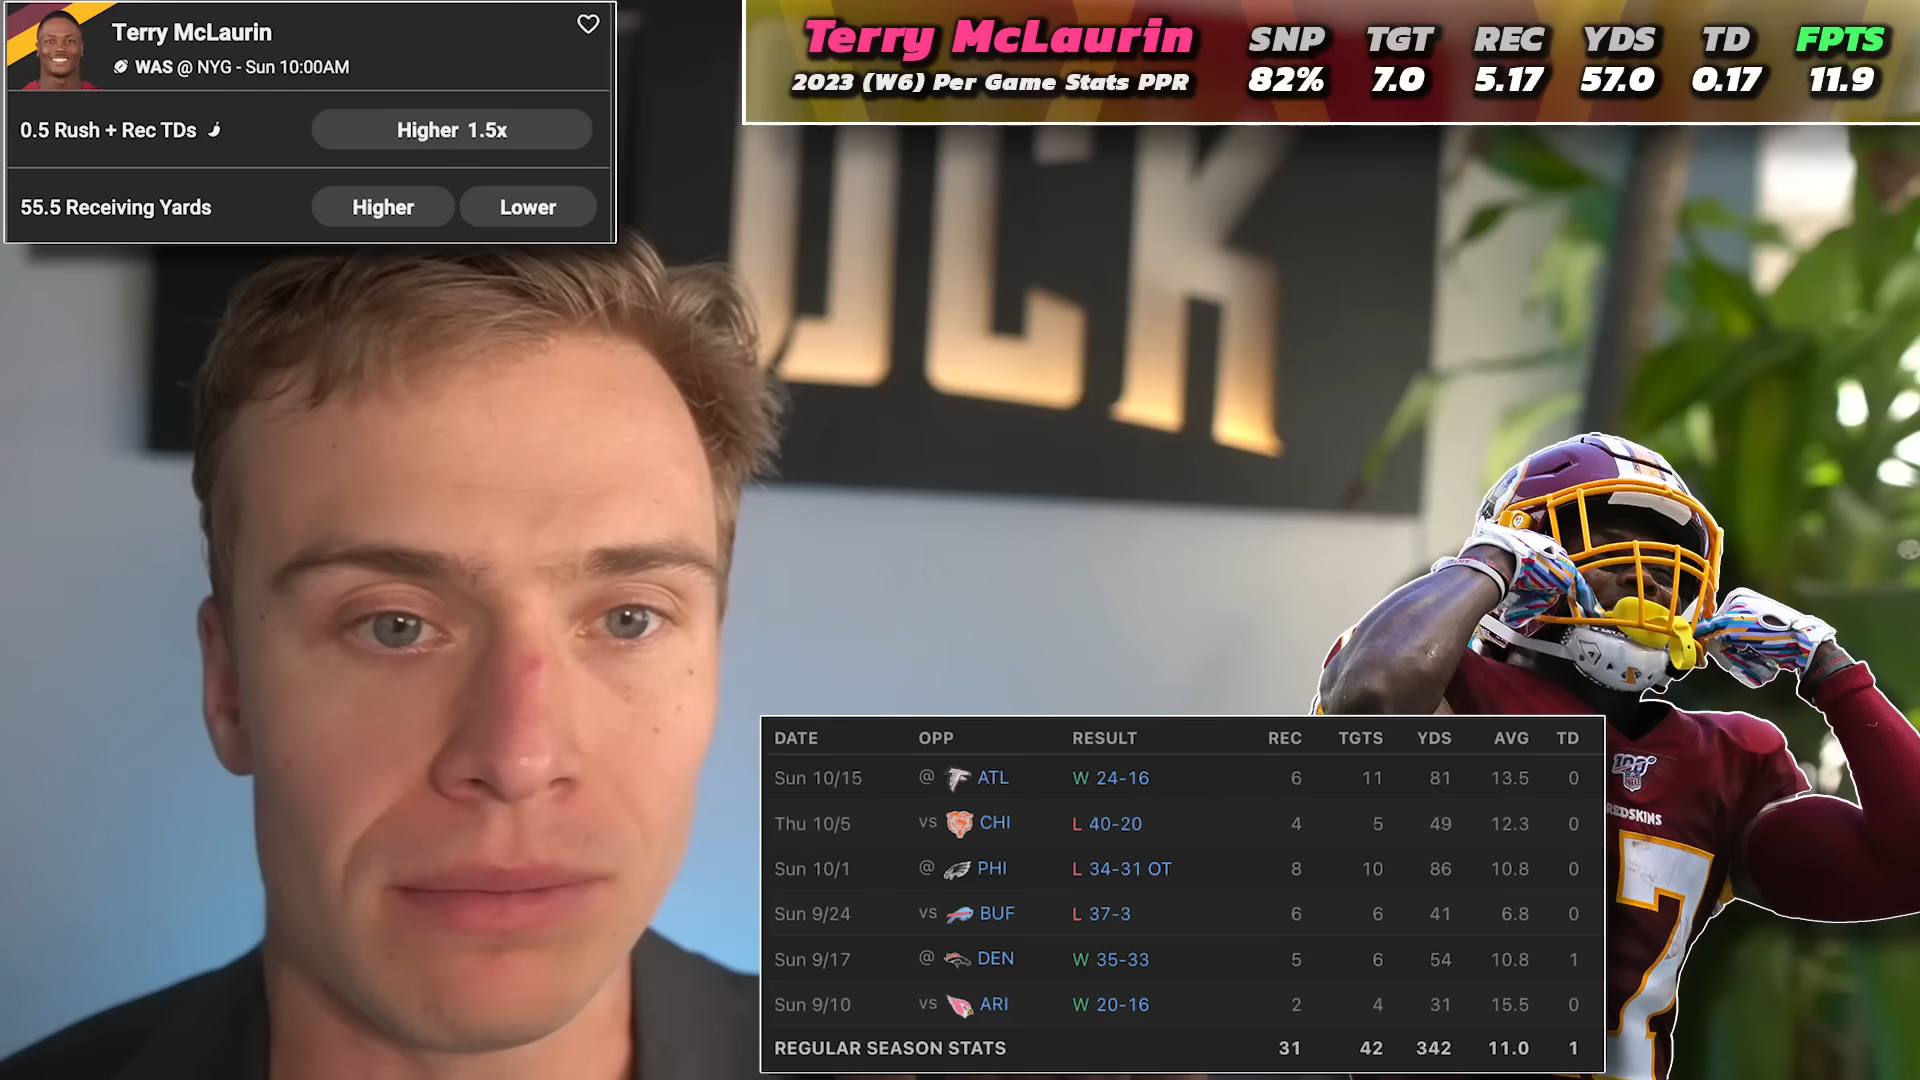 Terry McLaurin
WAS @ NYG - Sun 10:00AM
0.5 Rush + Rec TDs Higher 1.5x
55.5 Receiving Yards Higher Lower
Terry McLaurin SNP TGT REC YDS TD FPTS
2023 (W6) Per Game Stats PPR 82% 7.0 5.17 57.0 0.17 11.9
OCK
DATE OPP RESULT REC TGTS YDS AVG TD
Sun 10/15 @ ATL W 24-16 6 11 81 13.5 0
Thu 10/5 vs CHI L 40-20 4 5 49 12.3 0
Sun 10/1 @ PHI L 34-31 OT 8 10 86 10.8 0
Sun 9/24 vs BUF L 37-3 6 6 41 6.8 0
Sun 9/17 @ DEN W 35-33 5 6 54 10.8 1
Sun 9/10 vs ARI W 20-16 2 4 31 15.5 0
REGULAR SEASON STATS 31 42 342 11.0 1
100
NFL
REDSKINS
7